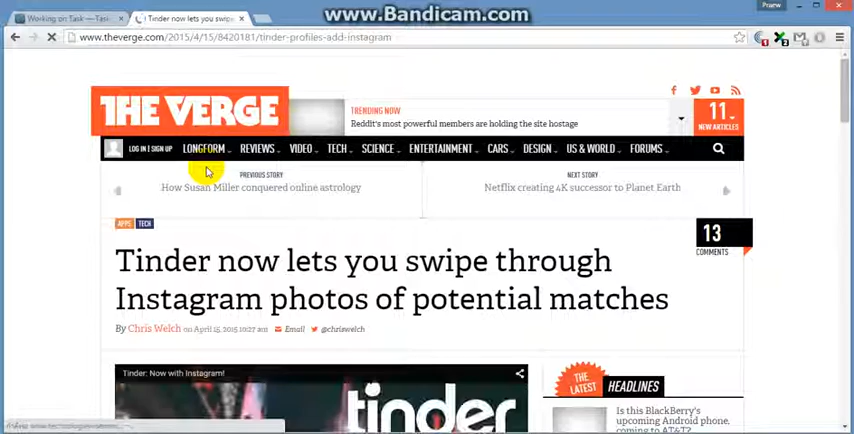 www.Bandicam.com
Working on Task — Task
Tinder now lets you swipe
www.theverge.com/2015/4/15/8420181/tinder-profiles-add-instagram
THE VERGE
TRENDING NOW
Reddit's most powerful members are holding the site hostage
11
NEW ARTICLES
LOG IN | SIGN UP LONGFORM REVIEWS VIDEO TECH SCIENCE ENTERTAINMENT CARS DESIGN US & WORLD FORUMS
PREVIOUS STORY
How Susan Miller conquered online astrology
NEXT STORY
Netflix creating 4K successor to Planet Earth
APPS TECH
13
COMMENTS
Tinder now lets you swipe through
Instagram photos of potential matches
By Chris Welch on April 15, 2015 10:27 am Email @chriswelch
Tinder: Now with Instagram!
tinder
THE LATEST HEADLINES
Is this BlackBerry's
upcoming Android phone,
coming to AT&T?